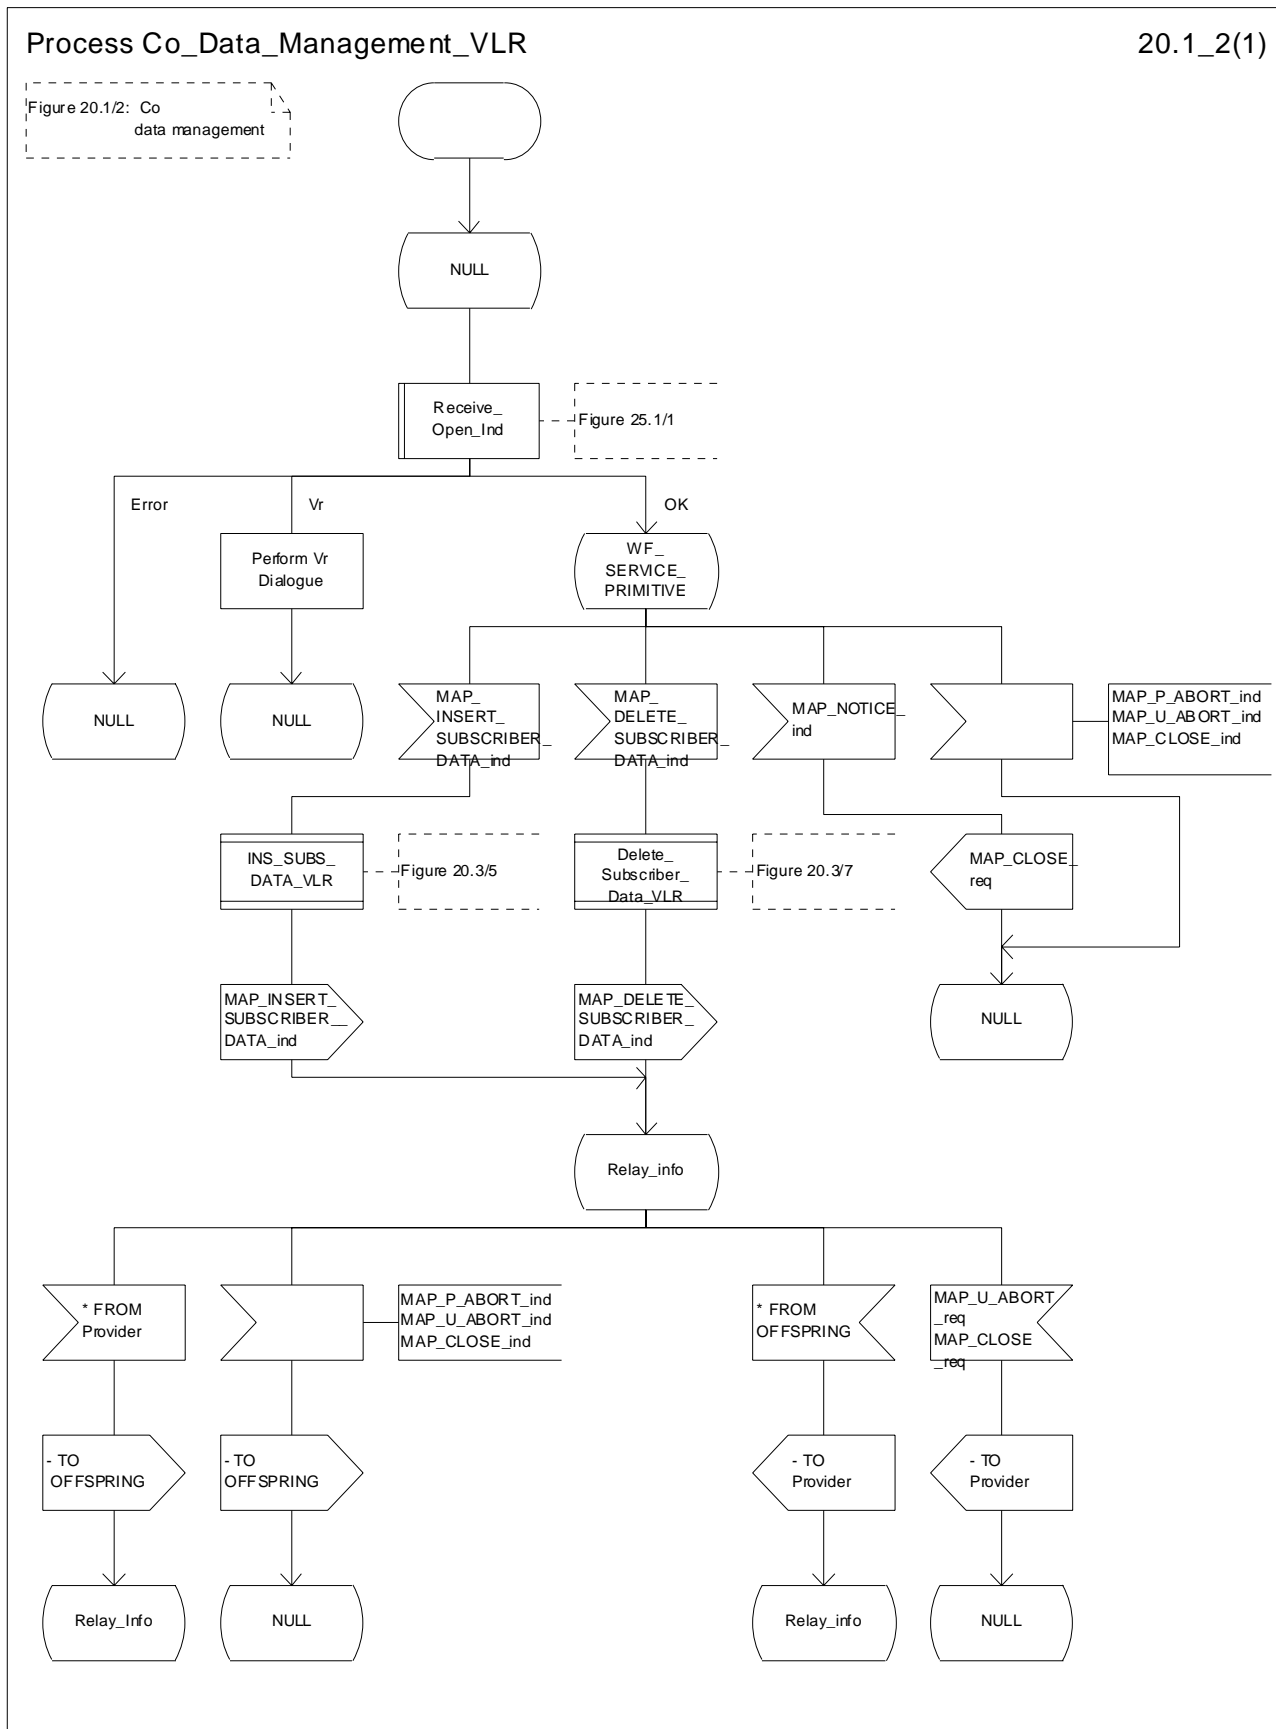 Process Co_Data_Management_VLR
20.1_2(1)
Figure 20.1/2: Co
data management
NULL
Receive_
Open_Ind
Figure 25.1/1
Error
Vr
OK
Perform Vr
Dialogue
WF_
SERVICE_
PRIMITIVE
NULL
NULL
MAP_
INSERT_
SUBSCRIBER_
DATA_ind
MAP_
DELETE_
SUBSCRIBER_
DATA_ind
MAP_NOTICE_
ind
MAP_P_ABORT_ind
MAP_U_ABORT_ind
MAP_CLOSE_ind
INS_SUBS_
DATA_VLR
Figure 20.3/5
Delete_
Subscriber_
Data_VLR
Figure 20.3/7
MAP_CLOSE_
req
MAP_INSERT_
SUBSCRIBER__
DATA_ind
MAP_DELETE_
SUBSCRIBER_
DATA_ind
NULL
Relay_info
* FROM
Provider
MAP_P_ABORT_ind
MAP_U_ABORT_ind
MAP_CLOSE_ind
* FROM
OFFSPRING
MAP_U_ABORT
_req
MAP_CLOSE
_req
- TO
OFFSPRING
- TO
OFFSPRING
- TO
Provider
- TO
Provider
Relay_Info
NULL
Relay_info
NULL